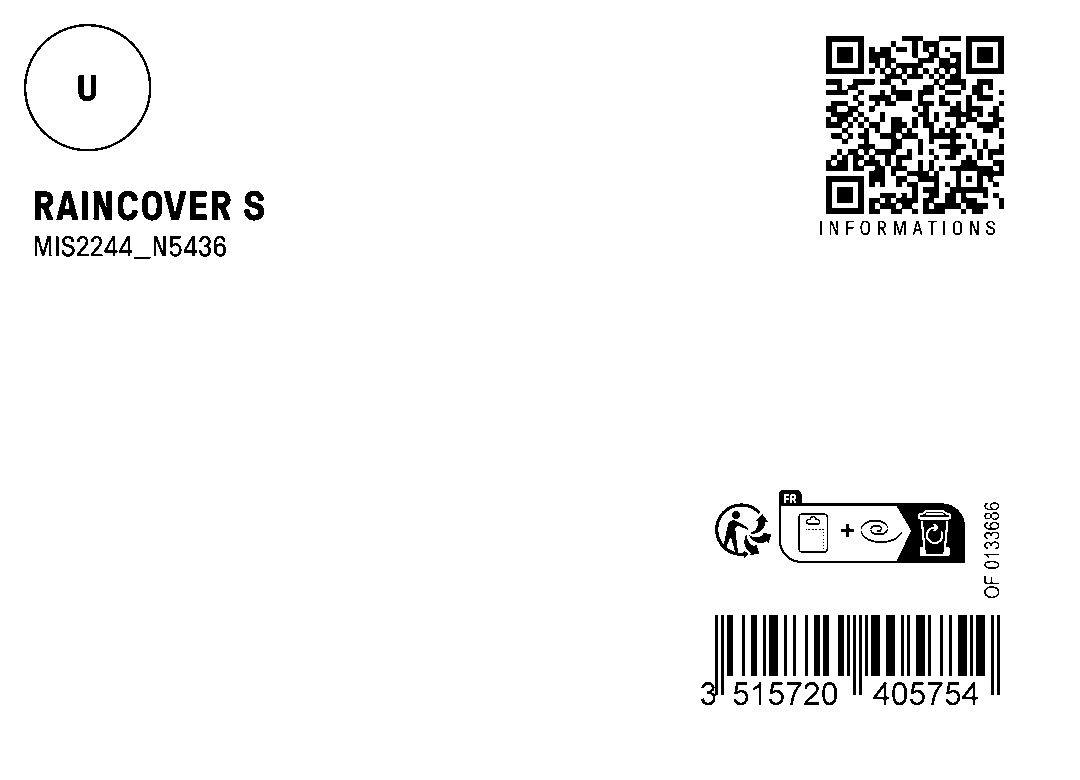 U
RAINCOVER S
MIS2244_N5436
INFORMATIONS
FR
+
OF 0133686
3 515720 405754